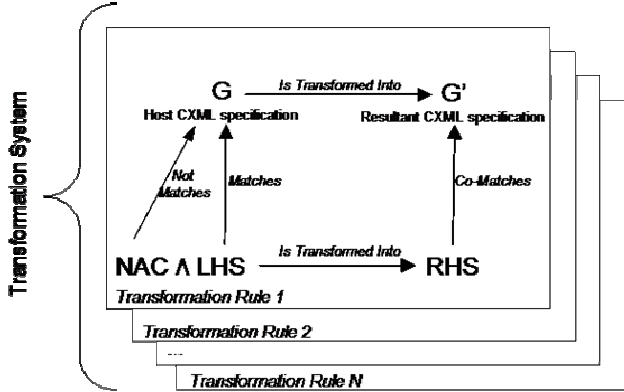 Transformation System
G
Is Transformed Into
G'
Host CXML specification
Resultant CXML specification
Not
Matches
Matches
Co-Matches
NAC ∧ LHS
Is Transformed Into
RHS
Transformation Rule 1
Transformation Rule 2
...
Transformation Rule N